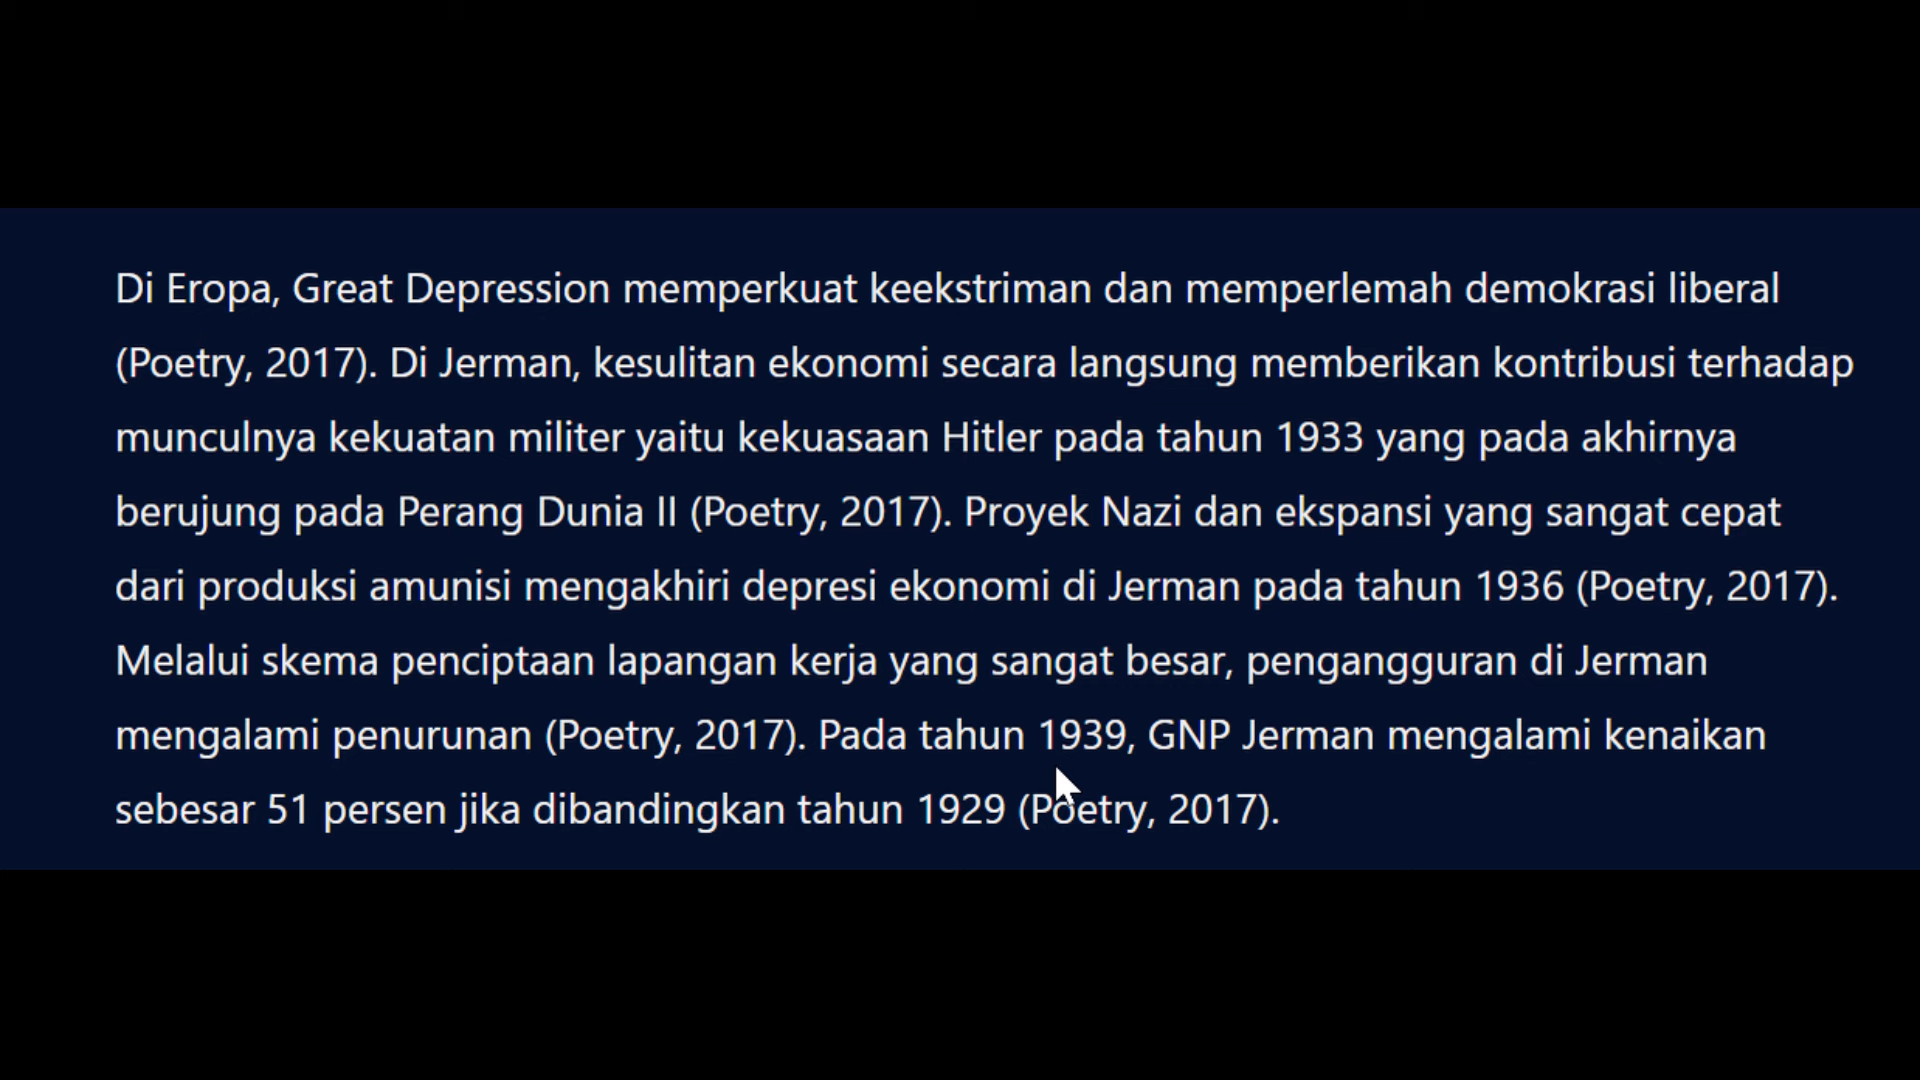 Di Eropa, Great Depression memperkuat keekstriman dan memperlemah demokrasi liberal
(Poetry, 2017). Di Jerman, kesulitan ekonomi secara langsung memberikan kontribusi terhadap
munculnya kekuatan militer yaitu kekuasaan Hitler pada tahun 1933 yang pada akhirnya
berujung pada Perang Dunia II (Poetry, 2017). Proyek Nazi dan ekspansi yang sangat cepat
dari produksi amunisi mengakhiri depresi ekonomi di Jerman pada tahun 1936 (Poetry, 2017).
Melalui skema penciptaan lapangan kerja yang sangat besar, pengangguran di Jerman
mengalami penurunan (Poetry, 2017). Pada tahun 1939, GNP Jerman mengalami kenaikan
sebesar 51 persen jika dibandingkan tahun 1929 (Poetry, 2017).